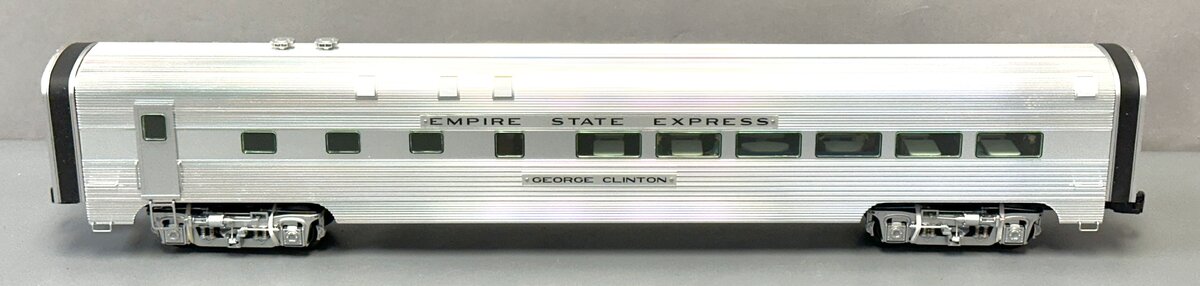 EMPIRE STATE EXPRESS
GEORGE CLINTON